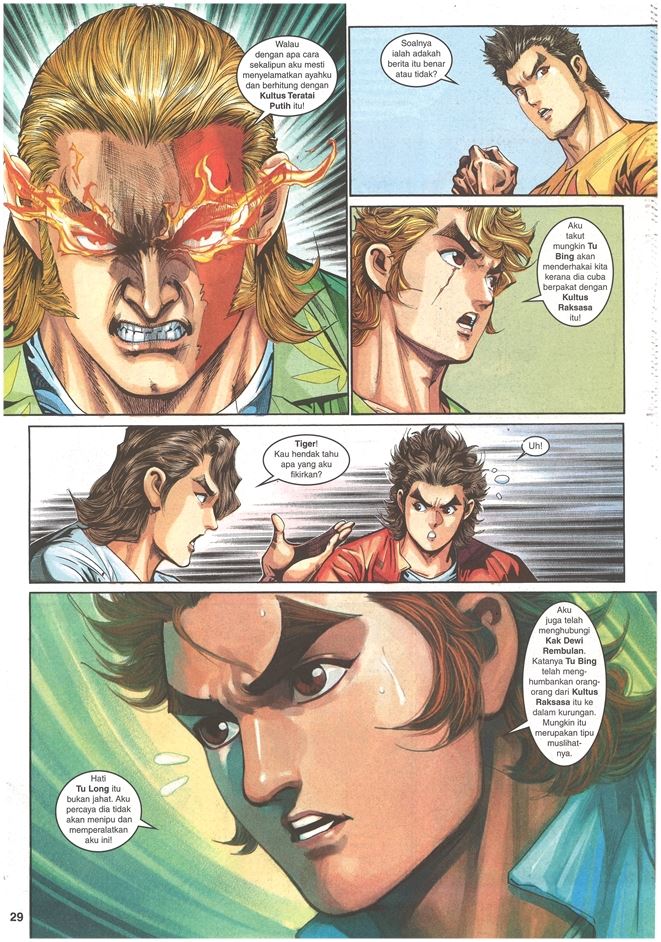 Walau
dengan apa cara
sekalipun aku mesti
menyelamatkan ayahku
dan berhitung dengan
Kultus Teratai
Putih itu!
Soalnya
ialah adakah
berita itu benar
atau tidak?
Aku
takut
mungkin Tu
Bing akan
menderhakai kita
kerana dia cuba
berpakat dengan
Kultus
Raksasa
itu!
Tiger!
Kau hendak tahu
apa yang aku
fikirkan?
Uh!
Aku
juga telah
menghubungi
Kak Dewi
Rembulan.
Katanya Tu Bing
telah meng-
humbankan orang-
orang dari Kultus
Raksasa itu ke
dalam kurungan.
Mungkin itu
merupakan tipu
muslihat-
nya.
Hati
Tu Long itu
bukan jahat. Aku
percaya dia tidak
akan menipu dan
memperalatkan
aku ini!
29